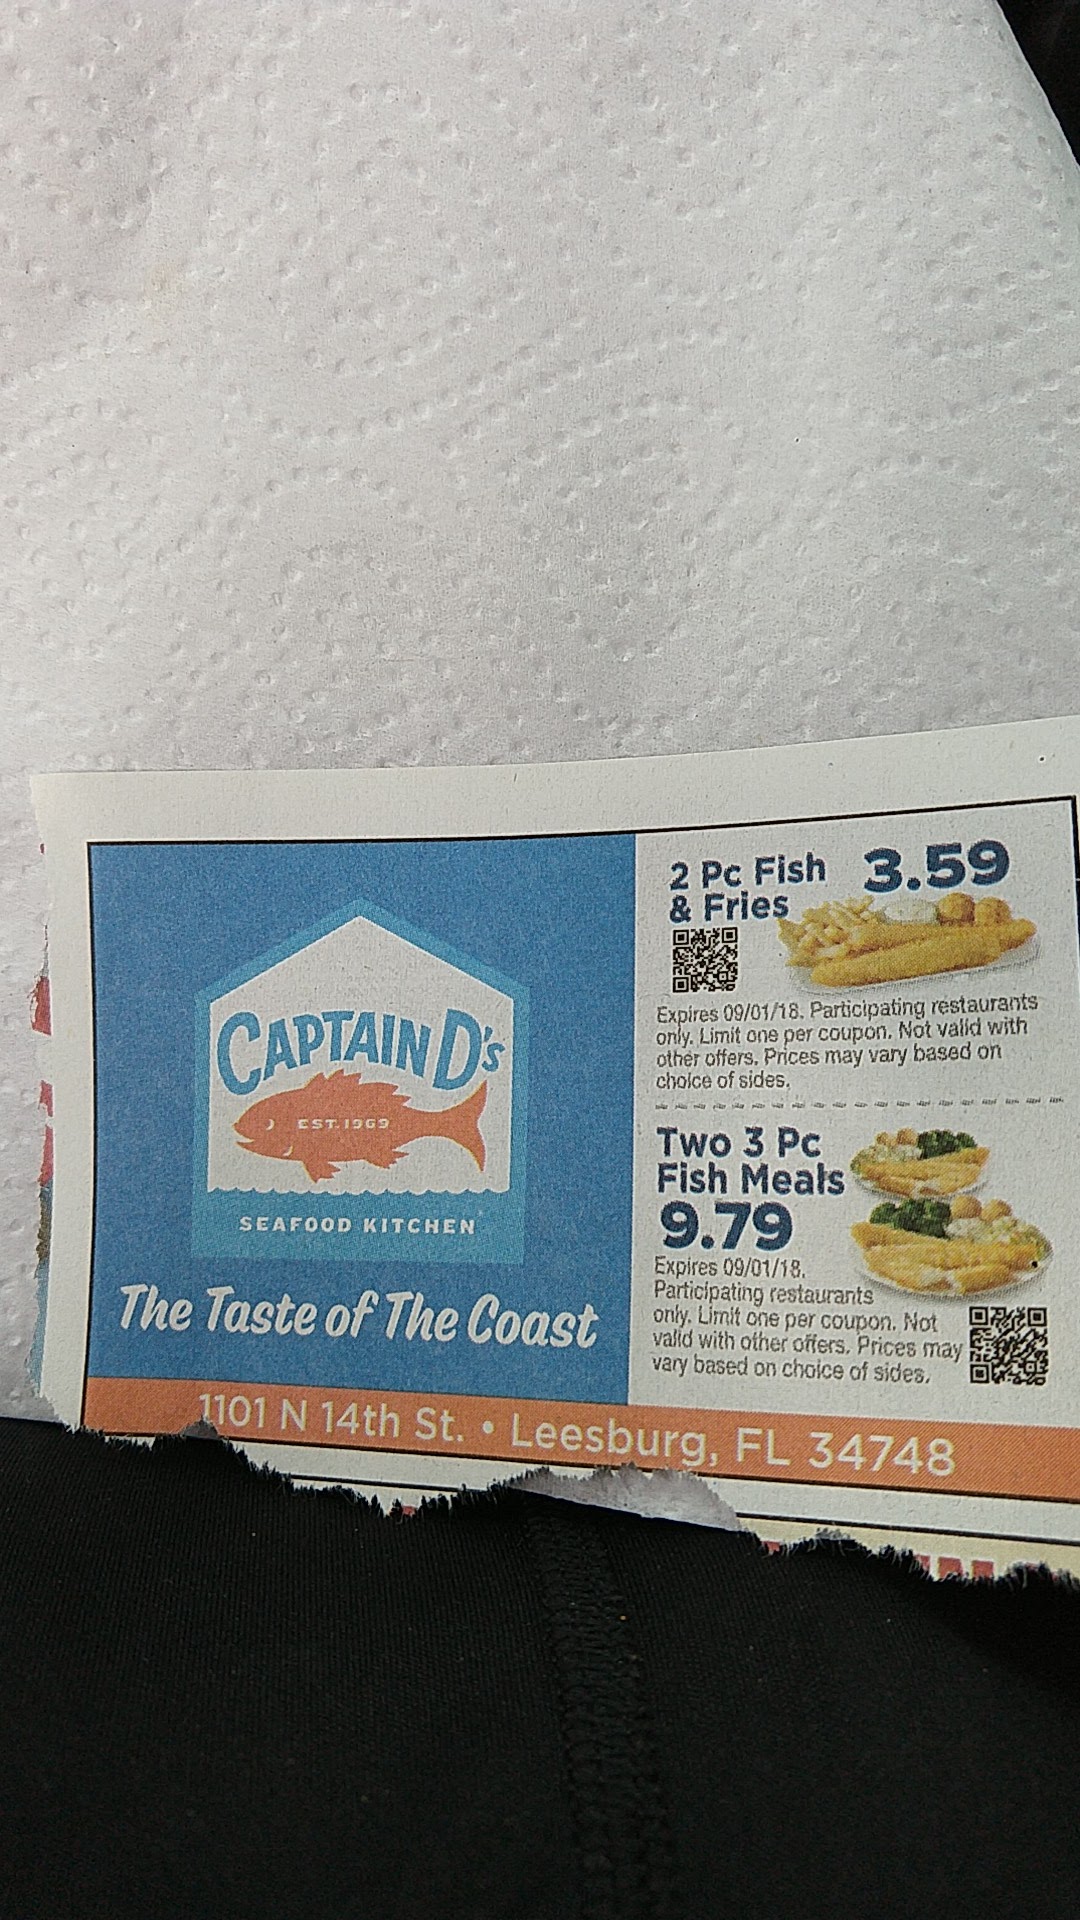 CAPTAIN D's
EST. 1969
SEAFOOD KITCHEN
The Taste of The Coast
2 Pc Fish 3.59
& Fries
Expires 09/01/18. Participating restaurants
only. Limit one per coupon. Not valid with
other offers. Prices may vary based on
choice of sides.
Two 3 Pc
Fish Meals
9.79
Expires 09/01/18.
Participating restaurants
only. Limit one per coupon. Not
valid with other offers. Prices may
vary based on choice of sides.
1101 N 14th St. • Leesburg, FL 34748